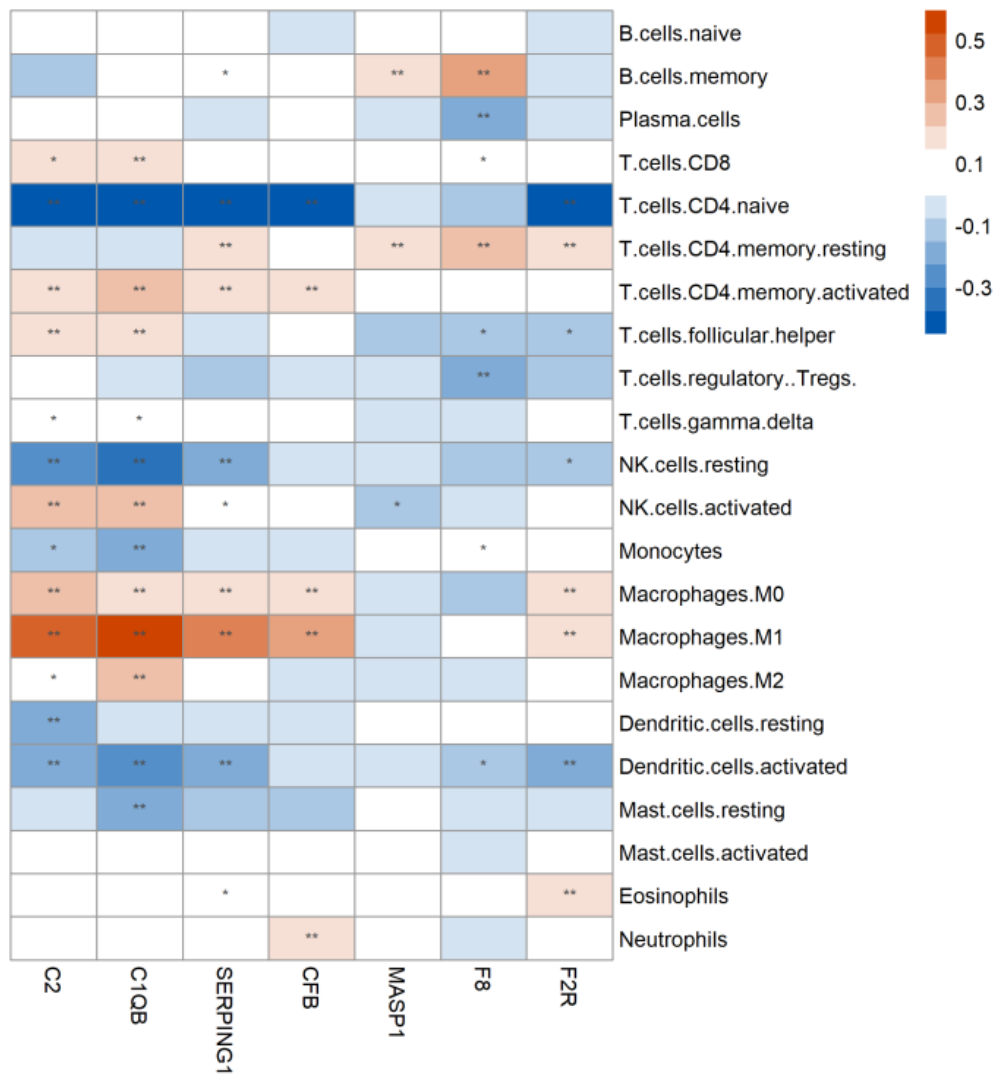 B.cells.naive
0.5
* ** ** B.cells.memory
0.3
** Plasma.cells
* ** * T.cells.CD8
0.1
** ** ** ** ** T.cells.CD4.naive
-0.1
** ** ** ** T.cells.CD4.memory.resting
-0.3
** ** ** ** T.cells.CD4.memory.activated
** ** * * T.cells.follicular.helper
** T.cells.regulatory..Tregs.
* * T.cells.gamma.delta
** ** ** * NK.cells.resting
** ** * * NK.cells.activated
* ** * Monocytes
** ** ** ** ** Macrophages.M0
** ** ** ** ** Macrophages.M1
* ** Macrophages.M2
** Dendritic.cells.resting
** ** ** * ** Dendritic.cells.activated
** Mast.cells.resting
Mast.cells.activated
* ** Eosinophils
** Neutrophils
C2
C1QB
SERPING1
CFB
MASP1
F8
F2R